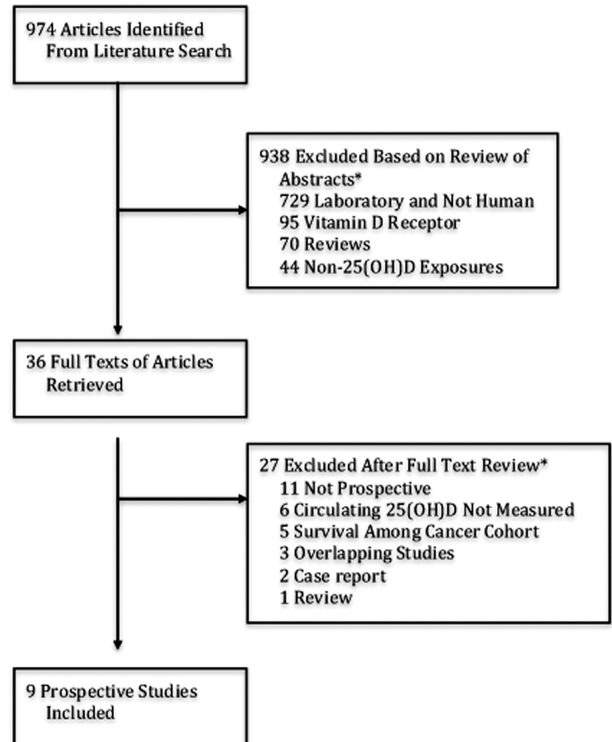 974 Articles Identified
From Literature Search
938 Excluded Based on Review of
Abstracts*
729 Laboratory and Not Human
95 Vitamin D Receptor
70 Reviews
44 Non-25(OH)D Exposures
36 Full Texts of Articles
Retrieved
27 Excluded After Full Text Review*
11 Not Prospective
6 Circulating 25(OH)D Not Measured
5 Survival Among Cancer Cohort
3 Overlapping Studies
2 Case report
1 Review
9 Prospective Studies
Included